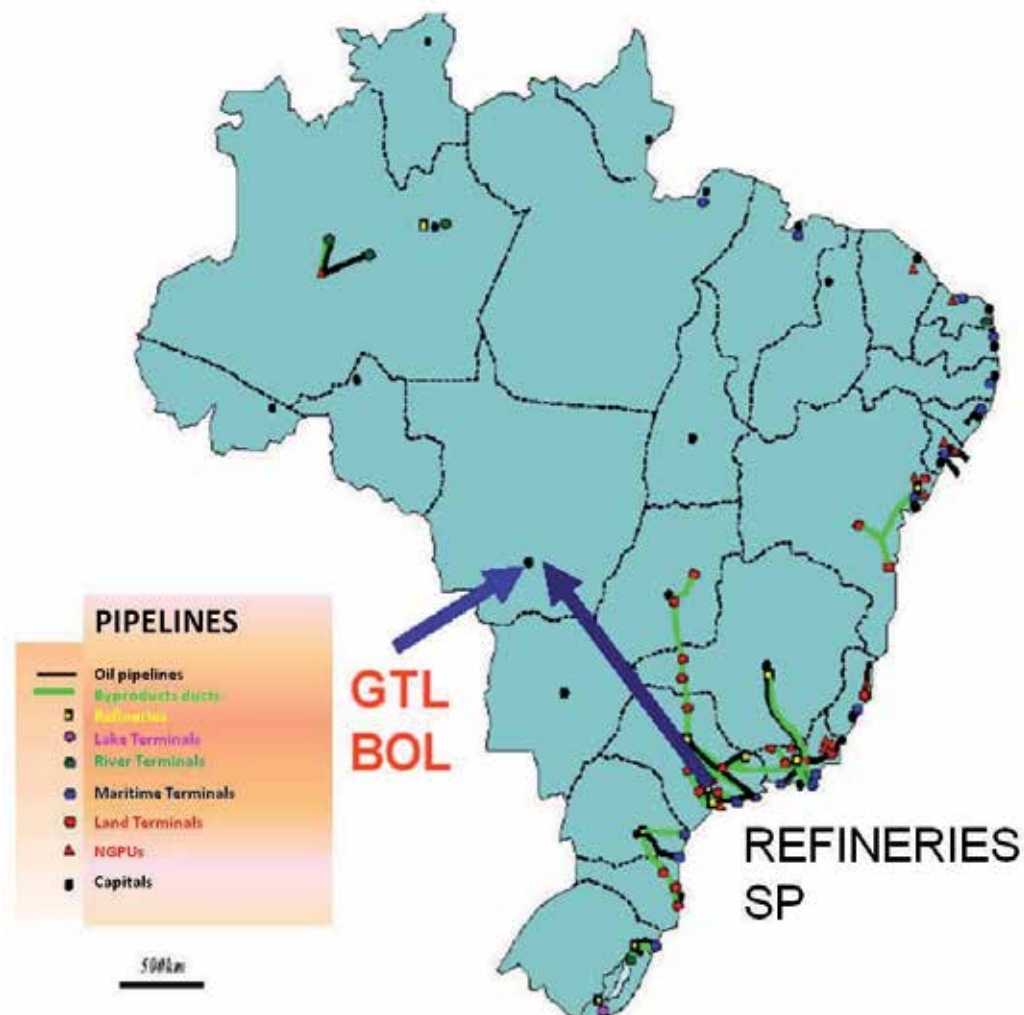 PIPELINES
Oil pipelines
Byproducts ducts
Refineries
Lake Terminals
River Terminals
Maritime Terminals
Land Terminals
NGPUs
Capitals
500km
GTL
BOL
REFINERIES
SP